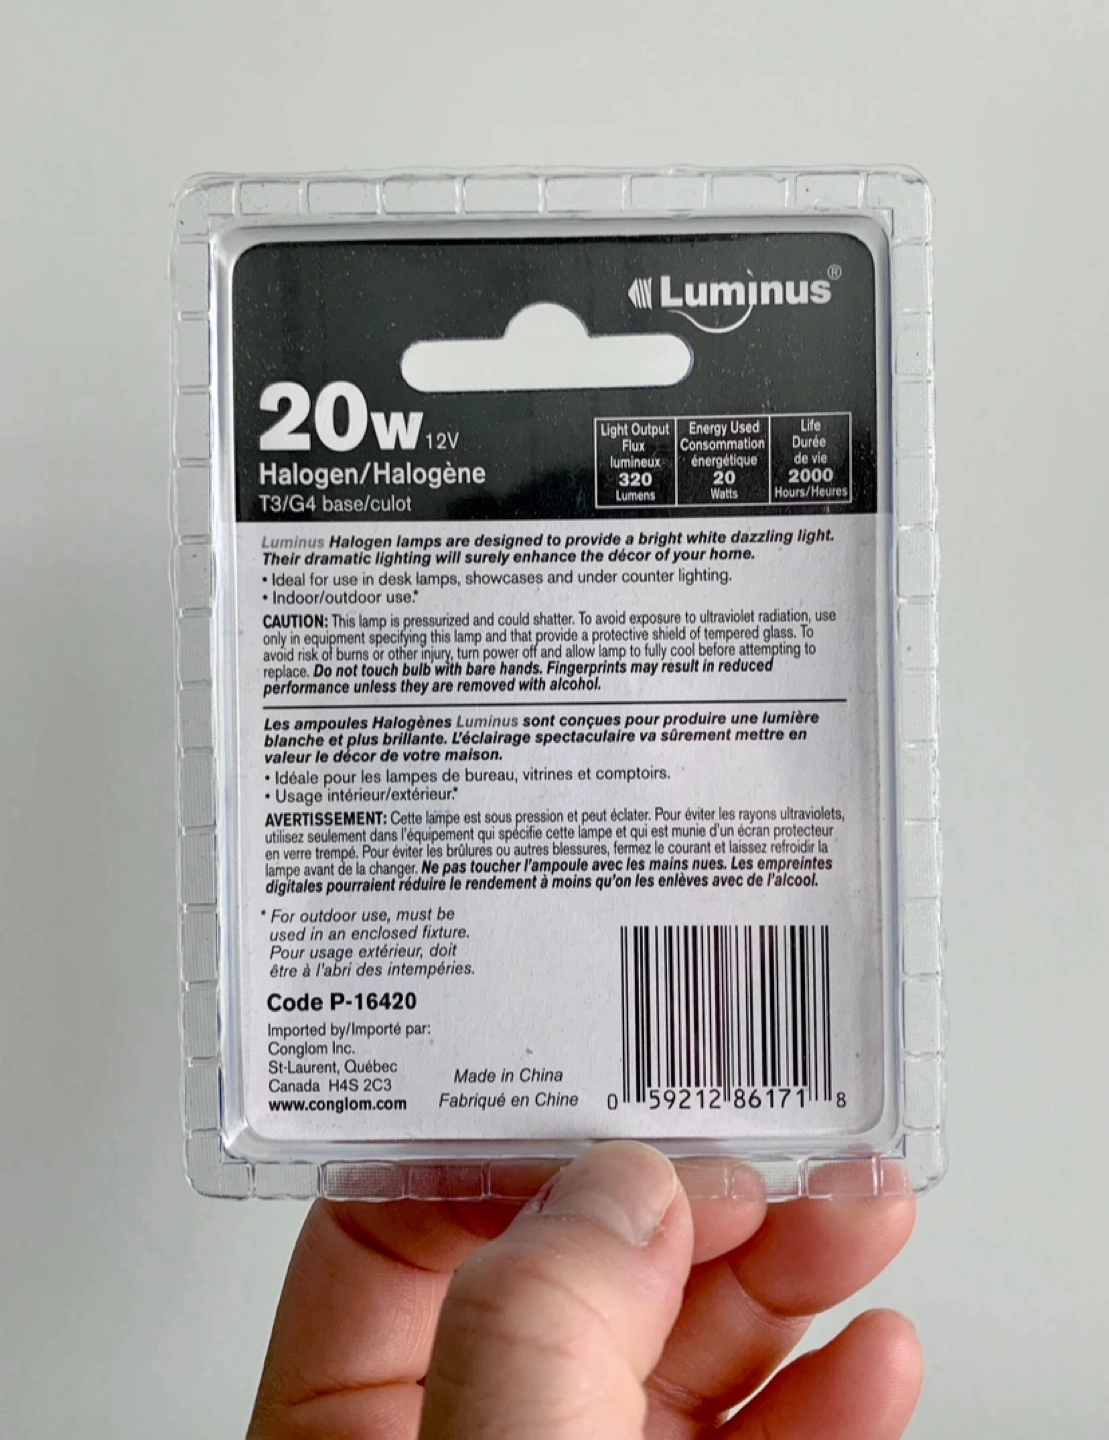 Luminus®
20w 12V
Halogen/Halogène
T3/G4 base/culot
Light Output
Flux
lumineux
320
Lumens
Energy Used
Consommation
énergétique
20
Watts
Life
Durée
de vie
2000
Hours/Heures
Luminus Halogen lamps are designed to provide a bright white dazzling light.
Their dramatic lighting will surely enhance the décor of your home.
• Ideal for use in desk lamps, showcases and under counter lighting.
• Indoor/outdoor use.*
CAUTION: This lamp is pressurized and could shatter. To avoid exposure to ultraviolet radiation, use
only in equipment specifying this lamp and that provide a protective shield of tempered glass. To
avoid risk of burns or other injury, turn power off and allow lamp to fully cool before attempting to
replace. Do not touch bulb with bare hands. Fingerprints may result in reduced
performance unless they are removed with alcohol.
Les ampoules Halogènes Luminus sont conçues pour produire une lumière
blanche et plus brillante. L'éclairage spectaculaire va sûrement mettre en
valeur le décor de votre maison.
• Idéale pour les lampes de bureau, vitrines et comptoirs.
• Usage intérieur/extérieur.*
AVERTISSEMENT: Cette lampe est sous pression et peut éclater. Pour éviter les rayons ultraviolets,
utilisez seulement dans l'équipement qui spécifie cette lampe et qui est munie d'un écran protecteur
en verre trempé. Pour éviter les brûlures ou autres blessures, fermez le courant et laissez refroidir la
lampe avant de la changer. Ne pas toucher l'ampoule avec les mains nues. Les empreintes
digitales pourraient réduire le rendement à moins qu'on les enlèves avec de l'alcool.
* For outdoor use, must be
used in an enclosed fixture.
Pour usage extérieur, doit
être à l'abri des intempéries.
Code P-16420
Imported by/Importé par:
Conglom Inc.
St-Laurent, Québec
Canada H4S 2C3
www.conglom.com
Made in China
Fabriqué en Chine
0 59212 86171 8